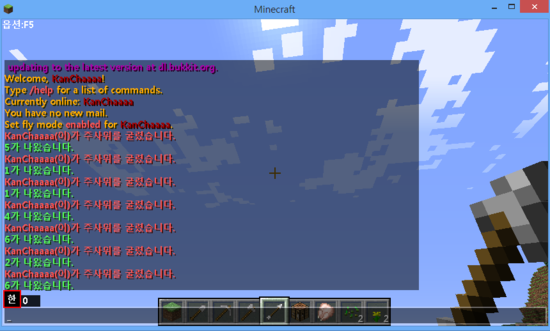 Minecraft
옵션:F5
updating to the latest version at dl.bukkit.org.
Welcome, KanChaaaa!
Type /help for a list of commands.
Currently online: KanChaaaa
You have no new mail.
Set fly mode enabled for KanChaaaa.
KanChaaaa(이)가 주사위를 굴렸습니다.
5가 나왔습니다.
KanChaaaa(이)가 주사위를 굴렸습니다.
1가 나왔습니다.
KanChaaaa(이)가 주사위를 굴렸습니다.
1가 나왔습니다.
KanChaaaa(이)가 주사위를 굴렸습니다.
4가 나왔습니다.
KanChaaaa(이)가 주사위를 굴렸습니다.
6가 나왔습니다.
KanChaaaa(이)가 주사위를 굴렸습니다.
2가 나왔습니다.
KanChaaaa(이)가 주사위를 굴렸습니다.
6가 나왔습니다.
한 0
2 2
_